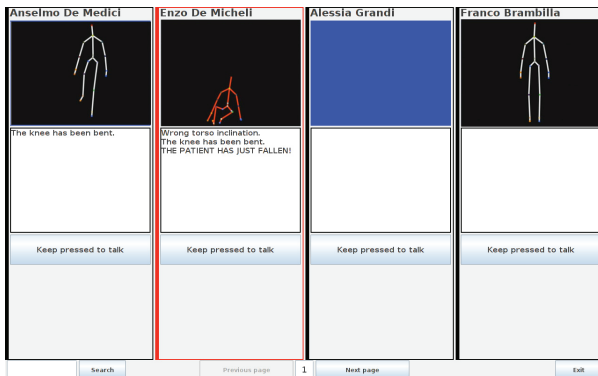 Anselmo De Medici
The knee has been bent.
Keep pressed to talk
Enzo De Micheli
Wrong torso inclination.
The knee has been bent.
THE PATIENT HAS JUST FALLEN!
Keep pressed to talk
Alessia Grandi
Keep pressed to talk
Franco Brambilla
Keep pressed to talk
Search
Previous page
1
Next page
Exit